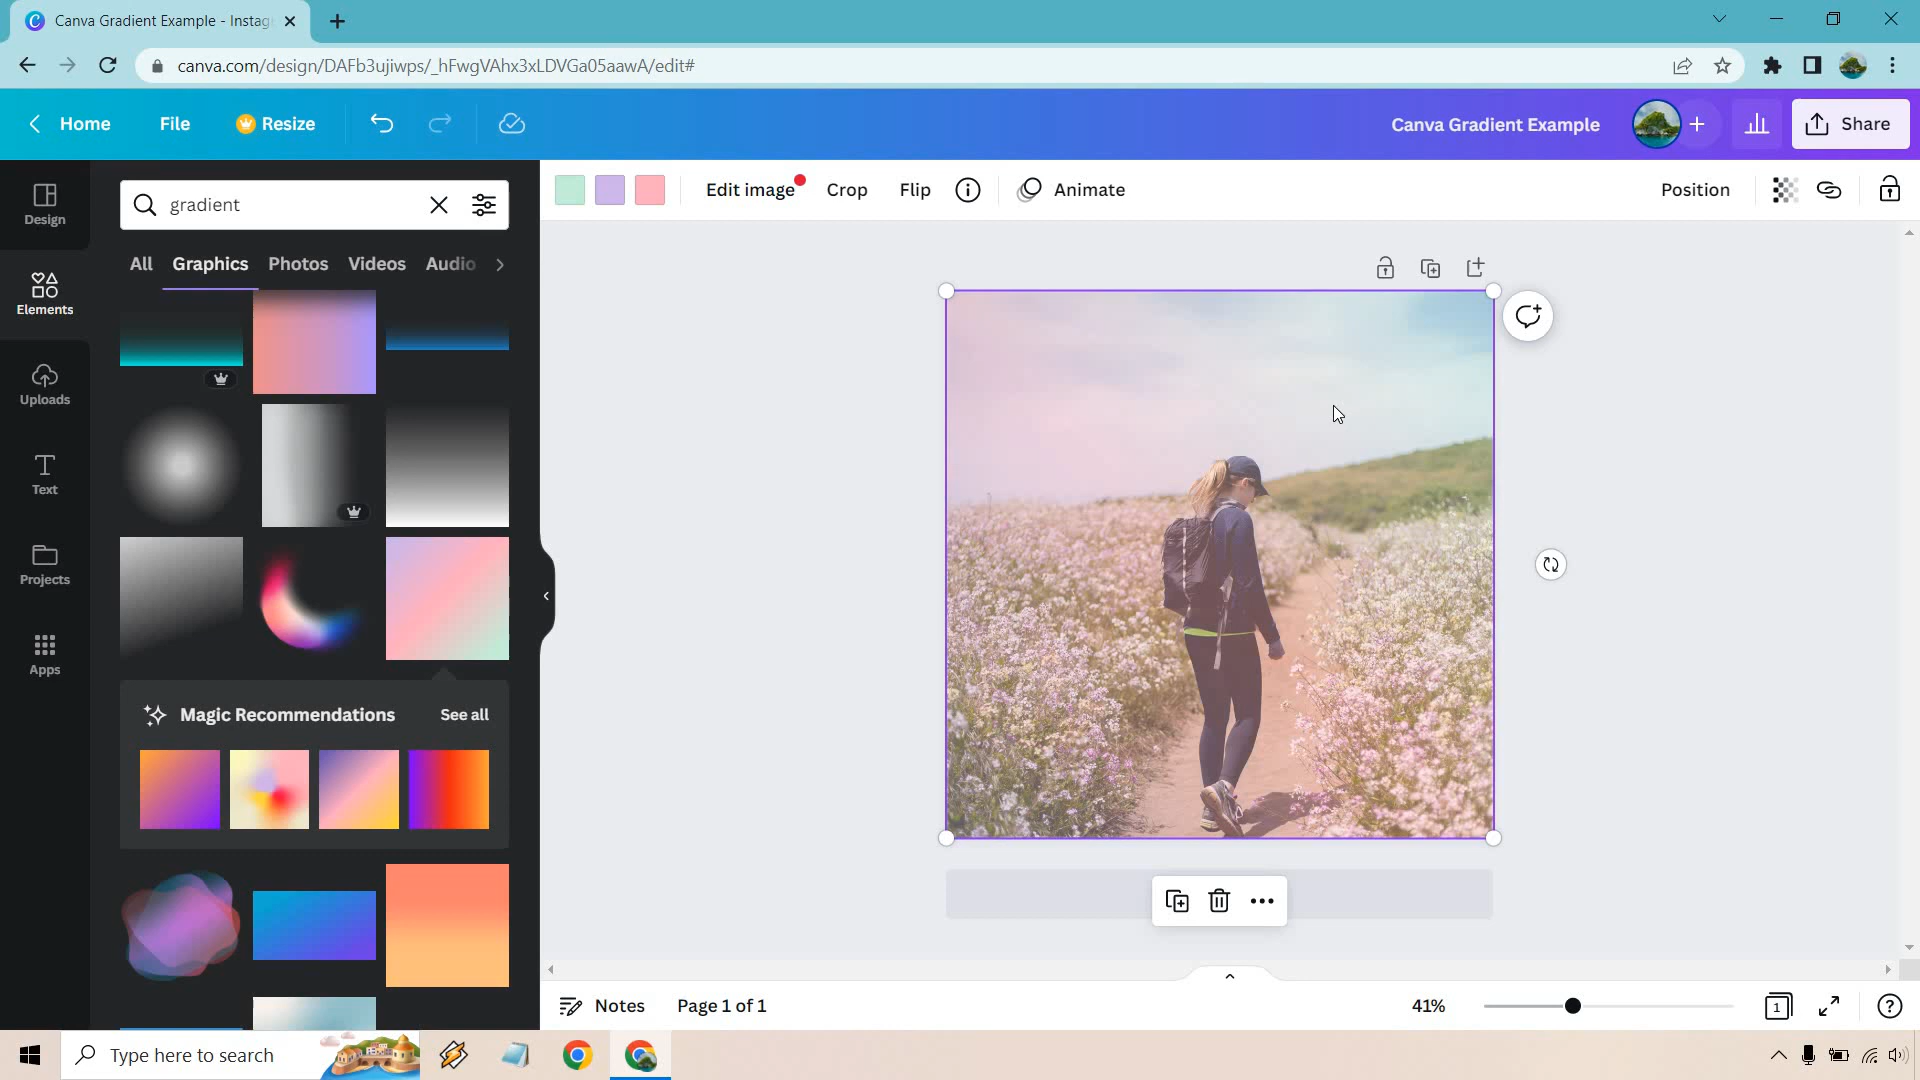 Canva Gradient Example - Instag
canva.com/design/DAFb3ujiwps/_hFwgVAhx3xLDVGa05aawA/edit#
Home File Resize Canva Gradient Example Share
Design
Elements
Uploads
Text
Projects
Apps
gradient
All Graphics Photos Videos Audio
Magic Recommendations See all
Edit image Crop Flip Animate Position
Notes Page 1 of 1 41% 1
Type here to search